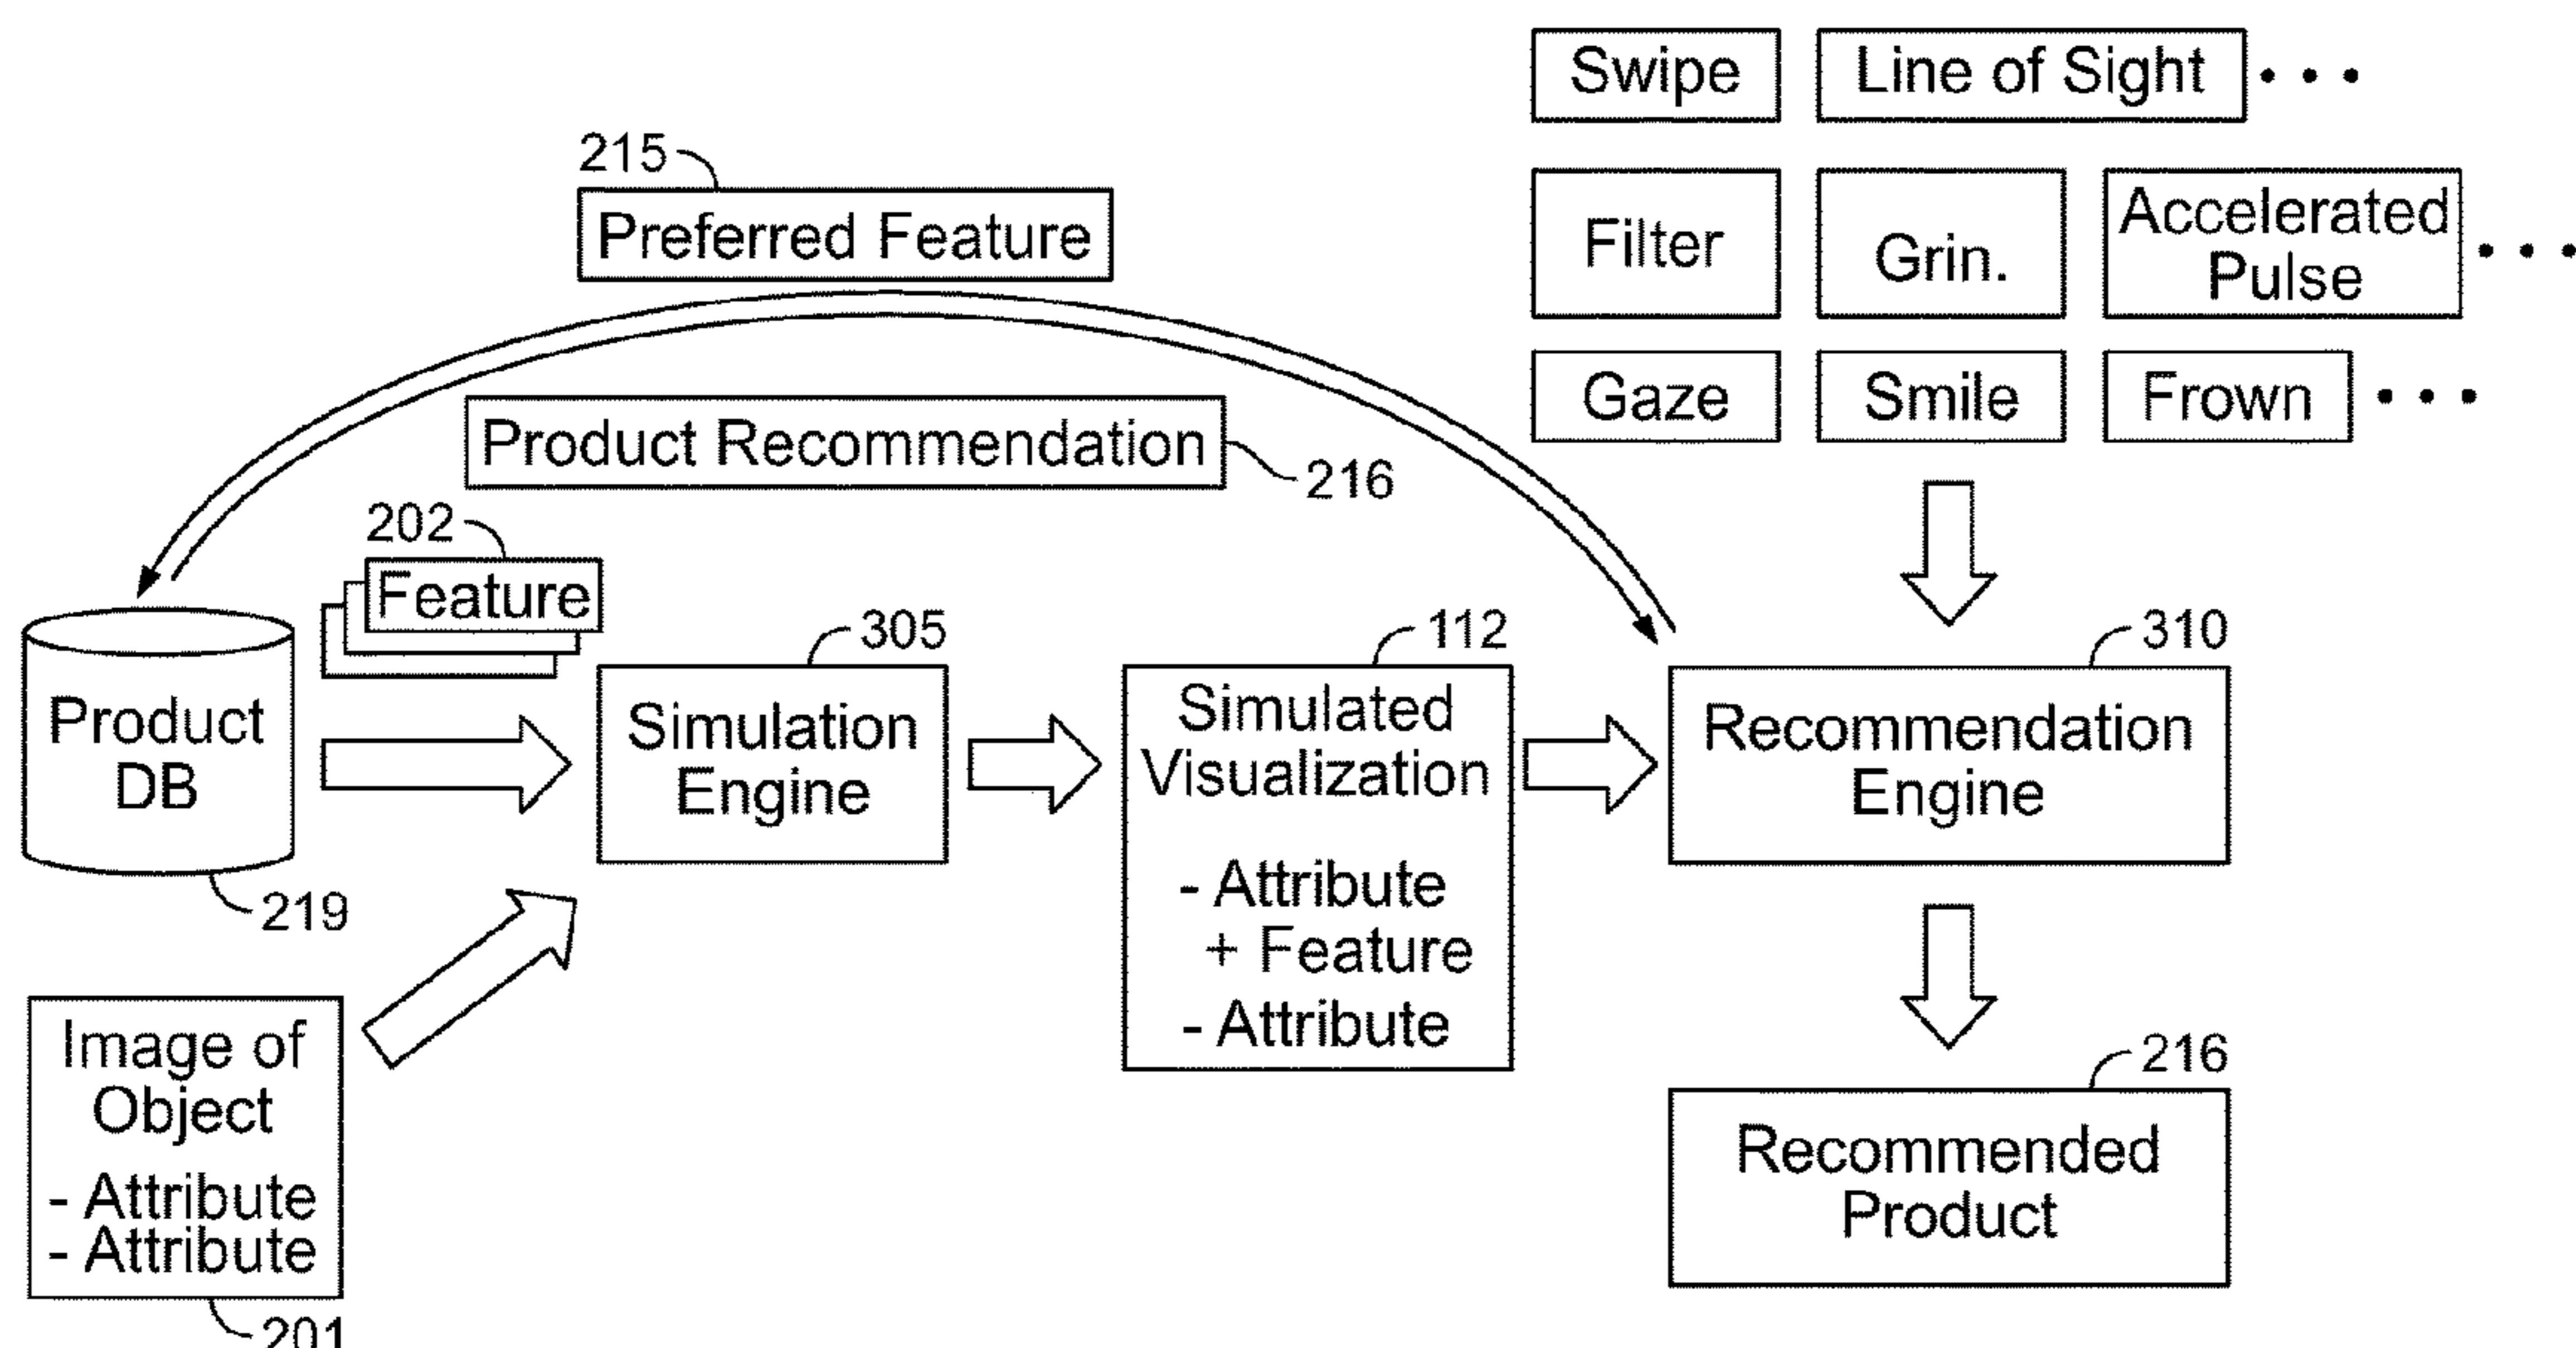 Swipe
Line of Sight • • •
215
Preferred Feature
Filter
Grin.
Accelerated
Pulse
• • •
Gaze
Smile
Frown • • •
Product Recommendation
216
202
Feature
305
112
310
Product
DB
219
Simulation
Engine
Simulated
Visualization
- Attribute
+ Feature
- Attribute
Recommendation
Engine
Image of
Object
- Attribute
- Attribute
201
216
Recommended
Product